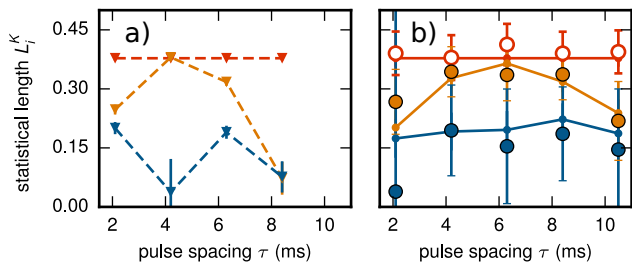 a) b)
statistical length L_i^K
0.45
0.30
0.15
0.00
2 4 6 8 10 2 4 6 8 10
pulse spacing τ (ms) pulse spacing τ (ms)